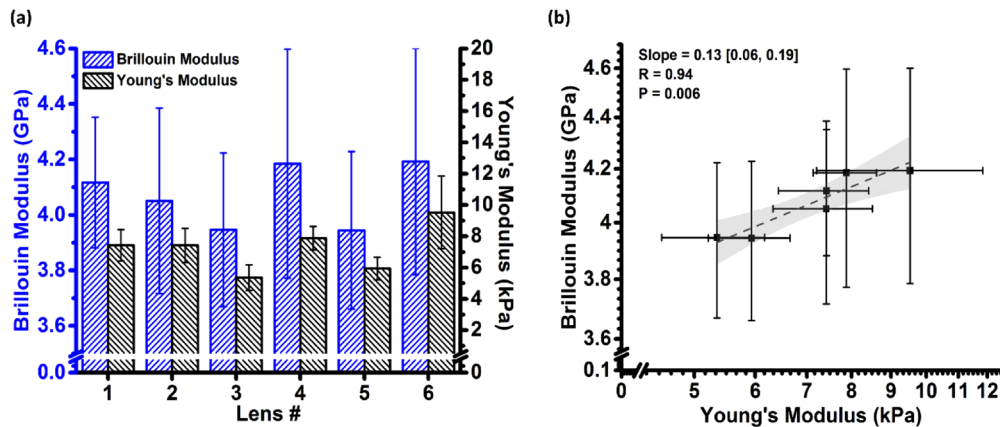 (a)
Brillouin Modulus (GPa)
4.6
4.4
4.2
4.0
3.8
3.6
0.0
Brillouin Modulus
Young's Modulus
20
18
16
14
12
10
8
6
4
2
0
Young's Modulus (kPa)
1 2 3 4 5 6
Lens #
(b)
Brillouin Modulus (GPa)
4.6
4.4
4.2
4
3.8
3.6
0.1
Slope = 0.13 [0.06, 0.19]
R = 0.94
P = 0.006
0 5 6 7 8 9 10 11 12
Young's Modulus (kPa)